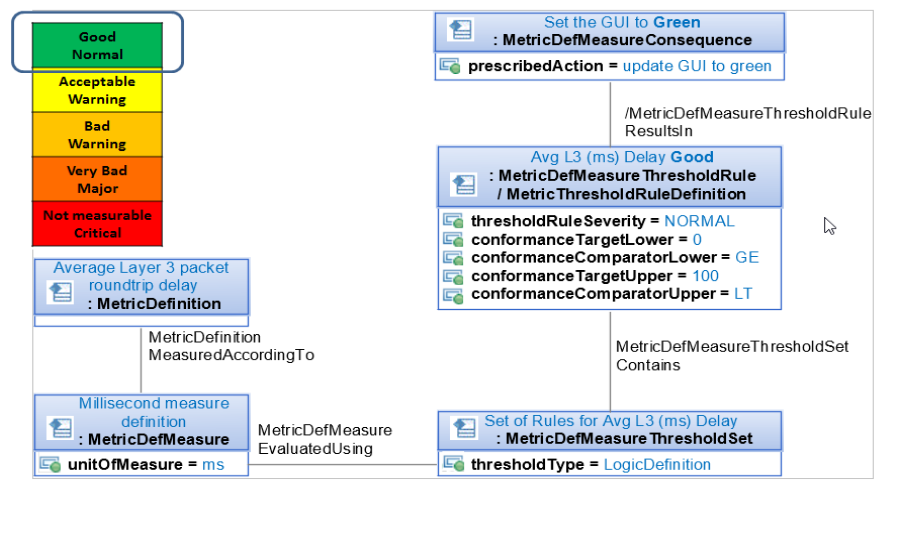 Good
Normal
Acceptable
Warning
Bad
Warning
Very Bad
Major
Not measurable
Critical
Set the GUI to Green
: MetricDefMeasureConsequence
prescribedAction = update GUI to green
/MetricDefMeasureThresholdRule
ResultsIn
Avg L3 (ms) Delay Good
: MetricDefMeasureThresholdRule
/ MetricThresholdRuleDefinition
thresholdRuleSeverity = NORMAL
conformanceTargetLower = 0
conformanceComparatorLower = GE
conformanceTargetUpper = 100
conformanceComparatorUpper = LT
Average Layer 3 packet
roundtrip delay
: MetricDefinition
MetricDefinition
MeasuredAccordingTo
MetricDefMeasureThresholdSet
Contains
Millisecond measure
definition
: MetricDefMeasure
unitOfMeasure = ms
MetricDefMeasure
EvaluatedUsing
Set of Rules for Avg L3 (ms) Delay
: MetricDefMeasureThresholdSet
thresholdType = LogicDefinition